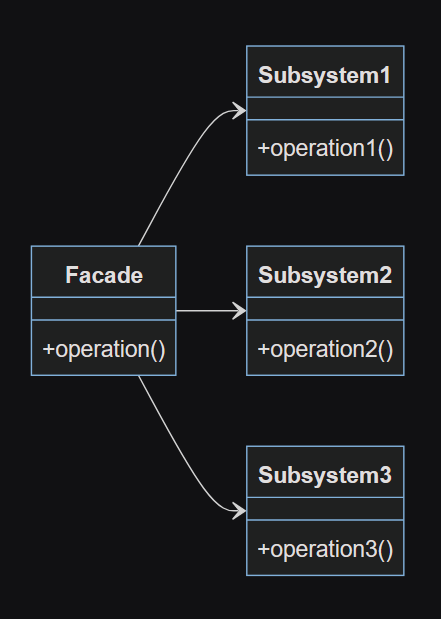 Subsystem1
+operation1()
Facade
+operation()
Subsystem2
+operation2()
Subsystem3
+operation3()